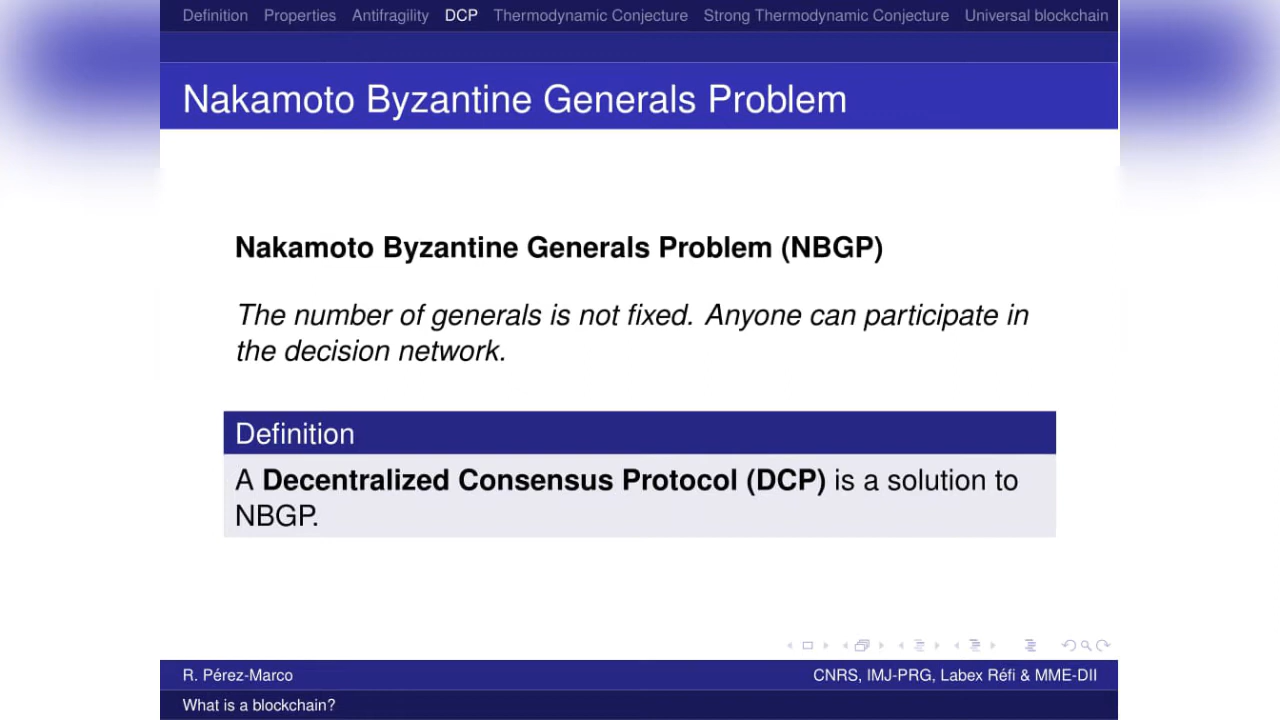 Definition Properties Antifragility DCP Thermodynamic Conjecture Strong Thermodynamic Conjecture Universal blockchain
Nakamoto Byzantine Generals Problem
Nakamoto Byzantine Generals Problem (NBGP)
The number of generals is not fixed. Anyone can participate in
the decision network.
Definition
A Decentralized Consensus Protocol (DCP) is a solution to
NBGP.
R. Pérez-Marco CNRS, IMJ-PRG, Labex Réfi & MME-DII
What is a blockchain?